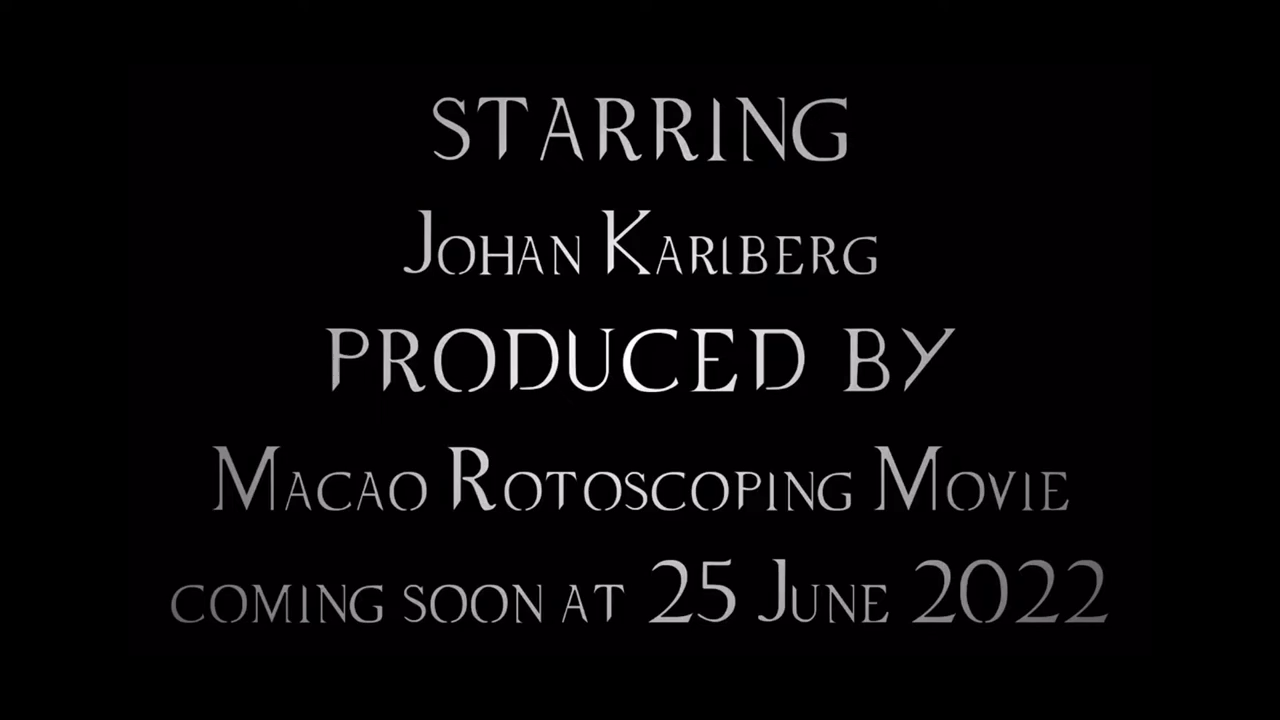 STARRING
Johan Karlberg
PRODUCED BY
Macao Rotoscoping Movie
coming soon at 25 June 2022